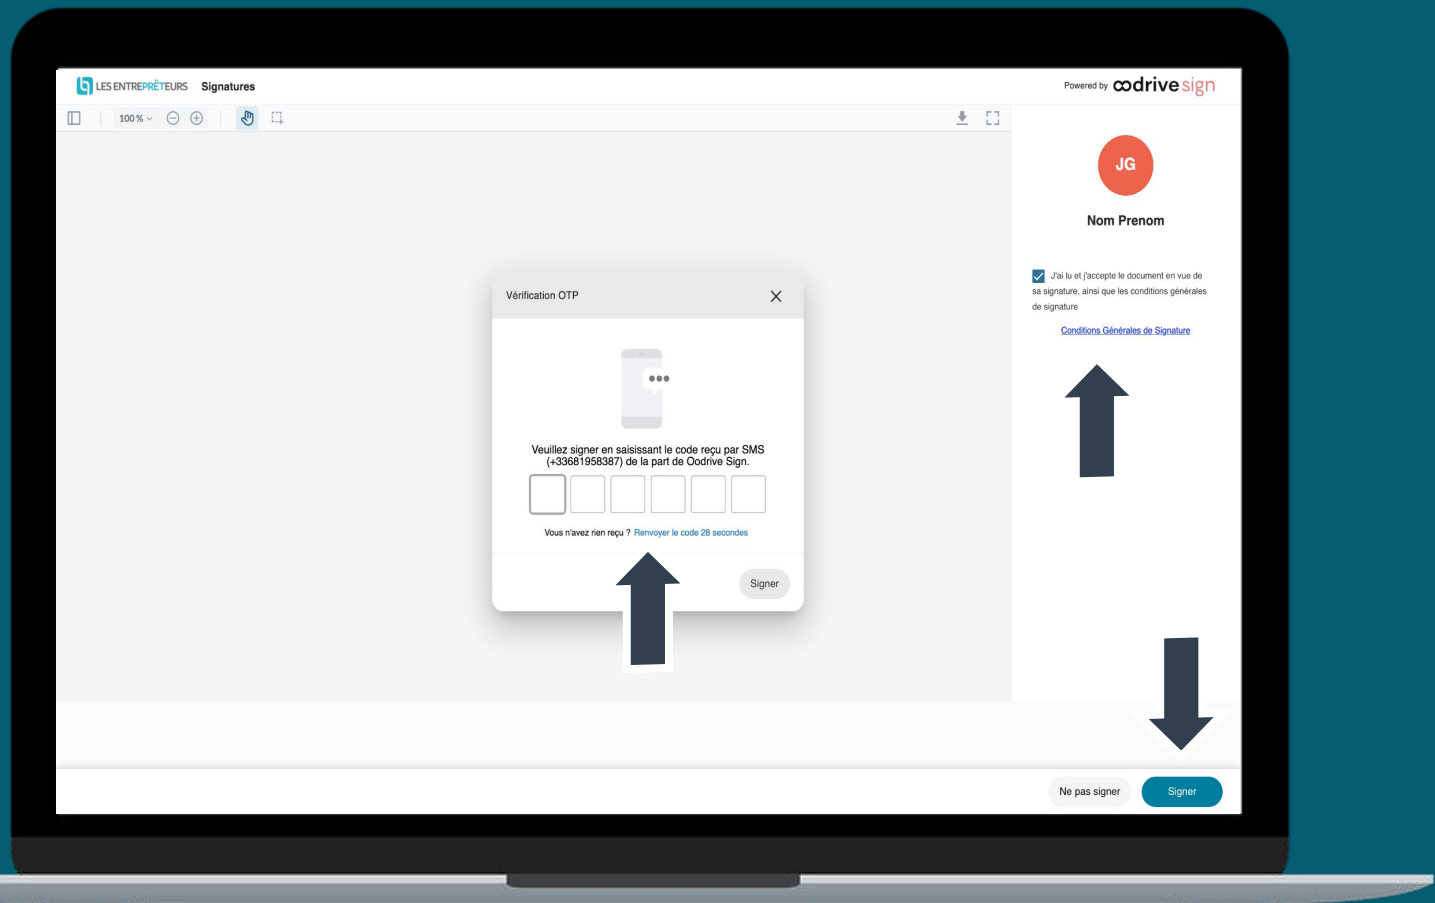 LES ENTREPRÊTEURS Signatures
Powered by oodrive sign
100 %
JG
Nom Prenom
J'ai lu et j'accepte le document en vue de
sa signature, ainsi que les conditions générales
de signature
Conditions Générales de Signature
Vérification OTP
Veuillez signer en saisissant le code reçu par SMS
(+33681958387) de la part de Oodrive Sign.
Vous n'avez rien reçu ? Renvoyer le code 28 secondes
Signer
Ne pas signer
Signer